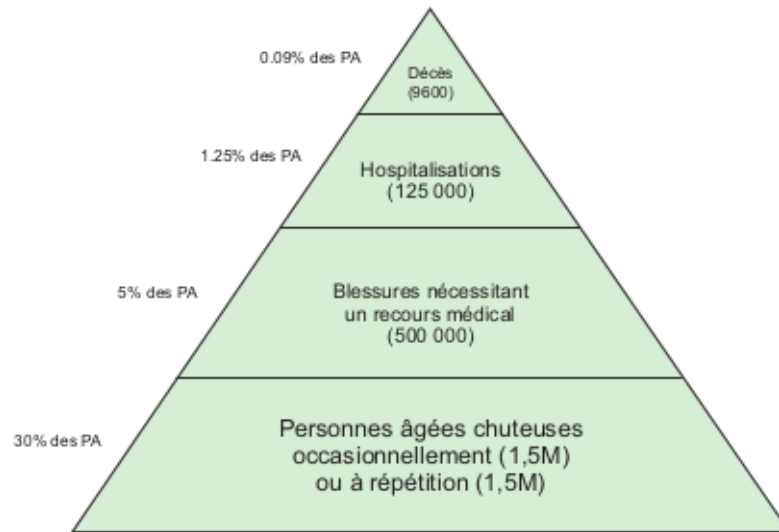 0.09% des PA
Décès
(9600)
1.25% des PA
Hospitalisations
(125 000)
5% des PA
Blessures nécessitant
un recours médical
(500 000)
30% des PA
Personnes âgées chuteuses
occasionnellement (1,5M)
ou à répétition (1,5M)